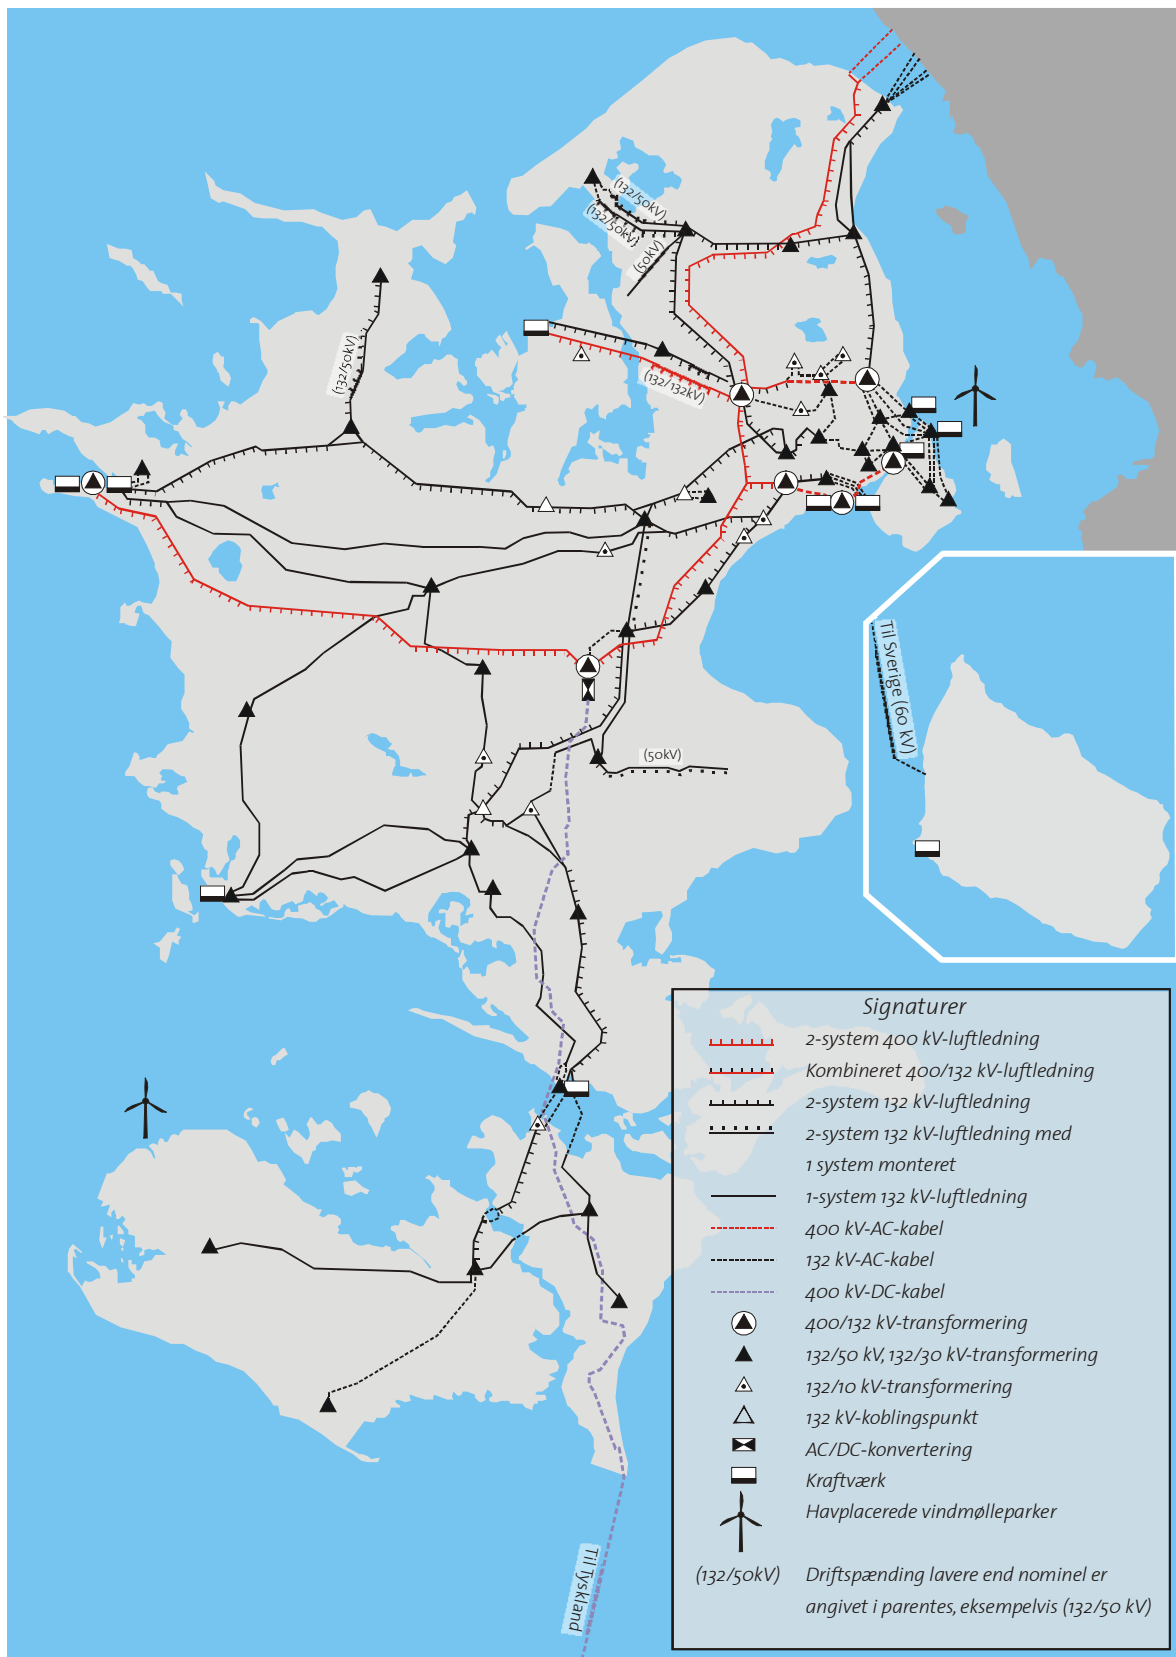 (132/50kV)
(132/50kV)
(50kV)
(132/50kV)
(132/132kV)
Til Sverige (60 kV)
(50kV)
Signaturer
2-system 400 kV-luftledning
Kombineret 400/132 kV-luftledning
2-system 132 kV-luftledning
2-system 132 kV-luftledning med
1 system monteret
1-system 132 kV-luftledning
400 kV-AC-kabel
132 kV-AC-kabel
400 kV-DC-kabel
400/132 kV-transformering
132/50 kV, 132/30 kV-transformering
132/10 kV-transformering
132 kV-koblingspunkt
AC/DC-konvertering
Kraftværk
Havplacerede vindmølleparker
(132/50kV) Driftspænding lavere end nominel er
angivet i parentes, eksempelvis (132/50 kV)
Til Tyskland